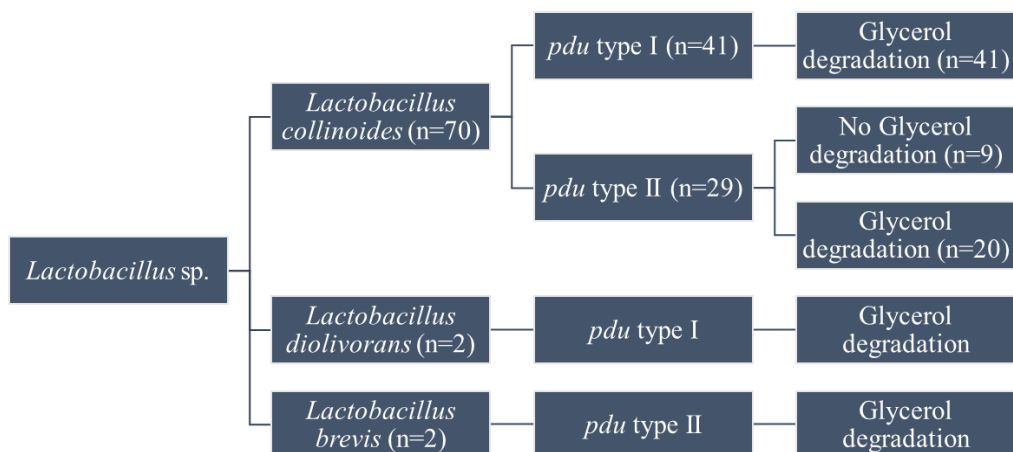 Lactobacillus sp.
Lactobacillus
collinoides (n=70)
pdu type I (n=41)
Glycerol
degradation (n=41)
pdu type II (n=29)
No Glycerol
degradation (n=9)
Glycerol
degradation (n=20)
Lactobacillus
diolivorans (n=2)
pdu type I
Glycerol
degradation
Lactobacillus
brevis (n=2)
pdu type II
Glycerol
degradation